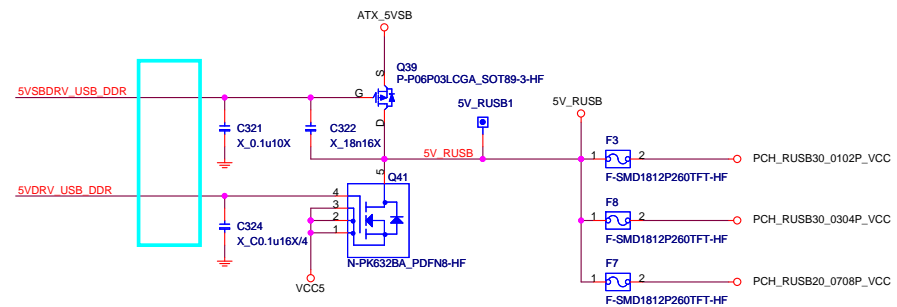 ATX_5VSB
S
Q39
P-P06P03LCGA_SOT89-3-HF
5VSBDRV_USB_DDR
G
D
5V_RUSB1
5V_RUSB
C321
X_0.1u10X
C322
X_18n16X
5V_RUSB
F3
1
2
PCH_RUSB30_0102P_VCC
F-SMD1812P260TFT-HF
5
Q41
5VDRV_USB_DDR
4
3
2
1
C324
X_C0.1u16X/4
F8
1
2
PCH_RUSB30_0304P_VCC
F-SMD1812P260TFT-HF
N-PK632BA_PDFN8-HF
VCC5
F7
1
2
PCH_RUSB20_0708P_VCC
F-SMD1812P260TFT-HF